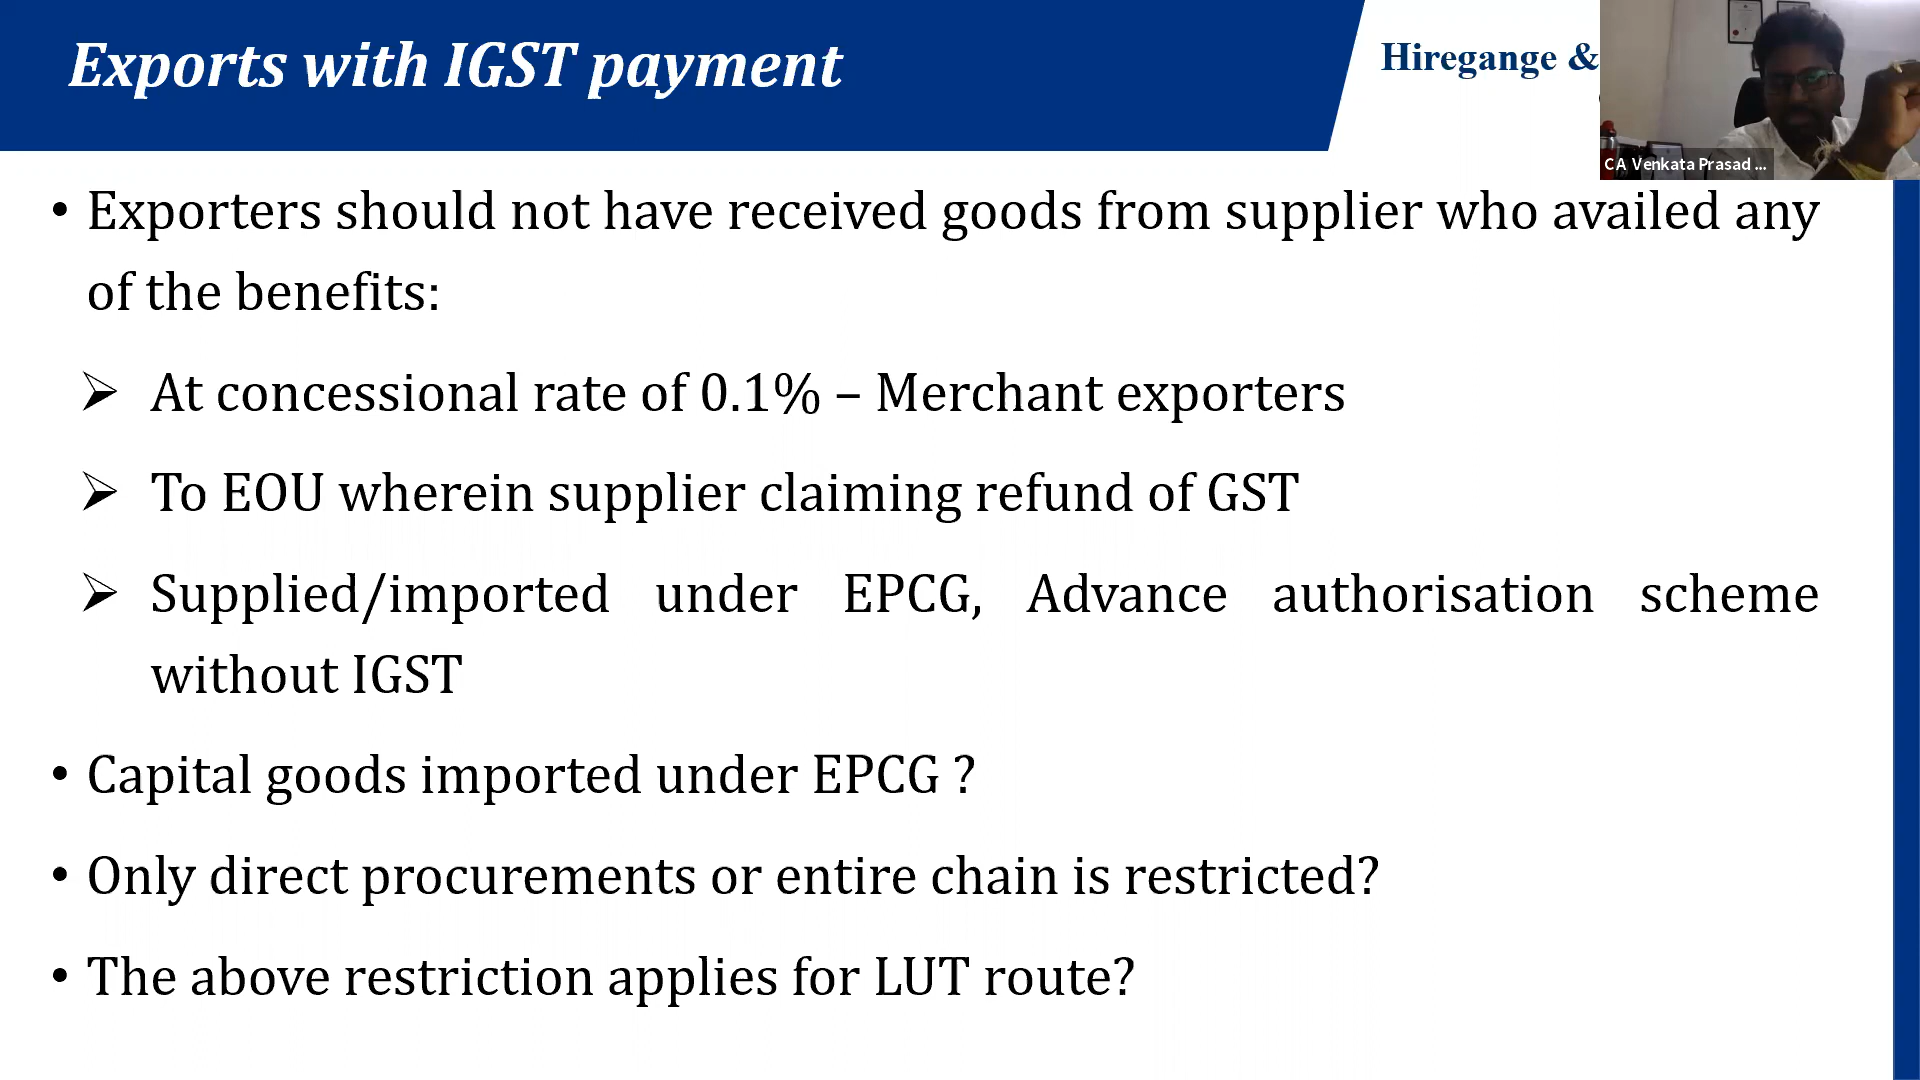 Exports with IGST payment
Hiregange &
CA Venkata Prasad ...
• Exporters should not have received goods from supplier who availed any
of the benefits:
➢ At concessional rate of 0.1% – Merchant exporters
➢ To EOU wherein supplier claiming refund of GST
➢ Supplied/imported under EPCG, Advance authorisation scheme
without IGST
• Capital goods imported under EPCG ?
• Only direct procurements or entire chain is restricted?
• The above restriction applies for LUT route?